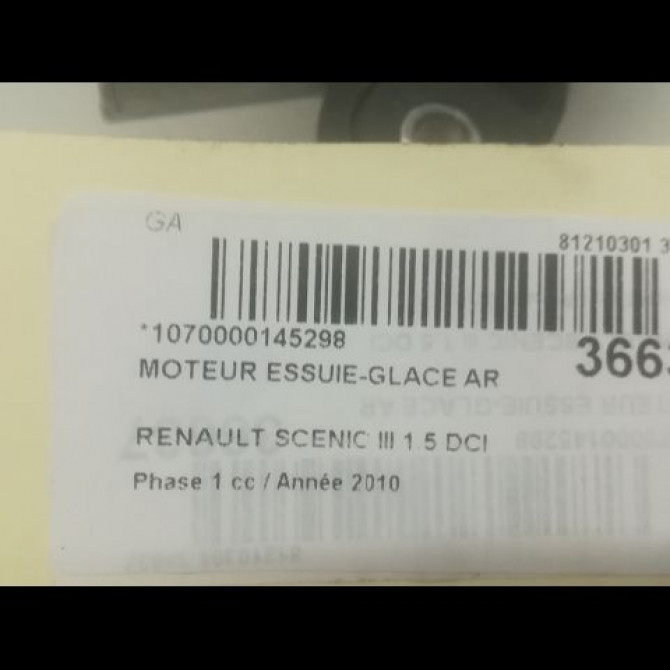 GA
81210301 3
*1070000145298
3663
MOTEUR ESSUIE-GLACE AR
RENAULT SCENIC III 1 5 DCI
Phase 1 cc / Année 2010